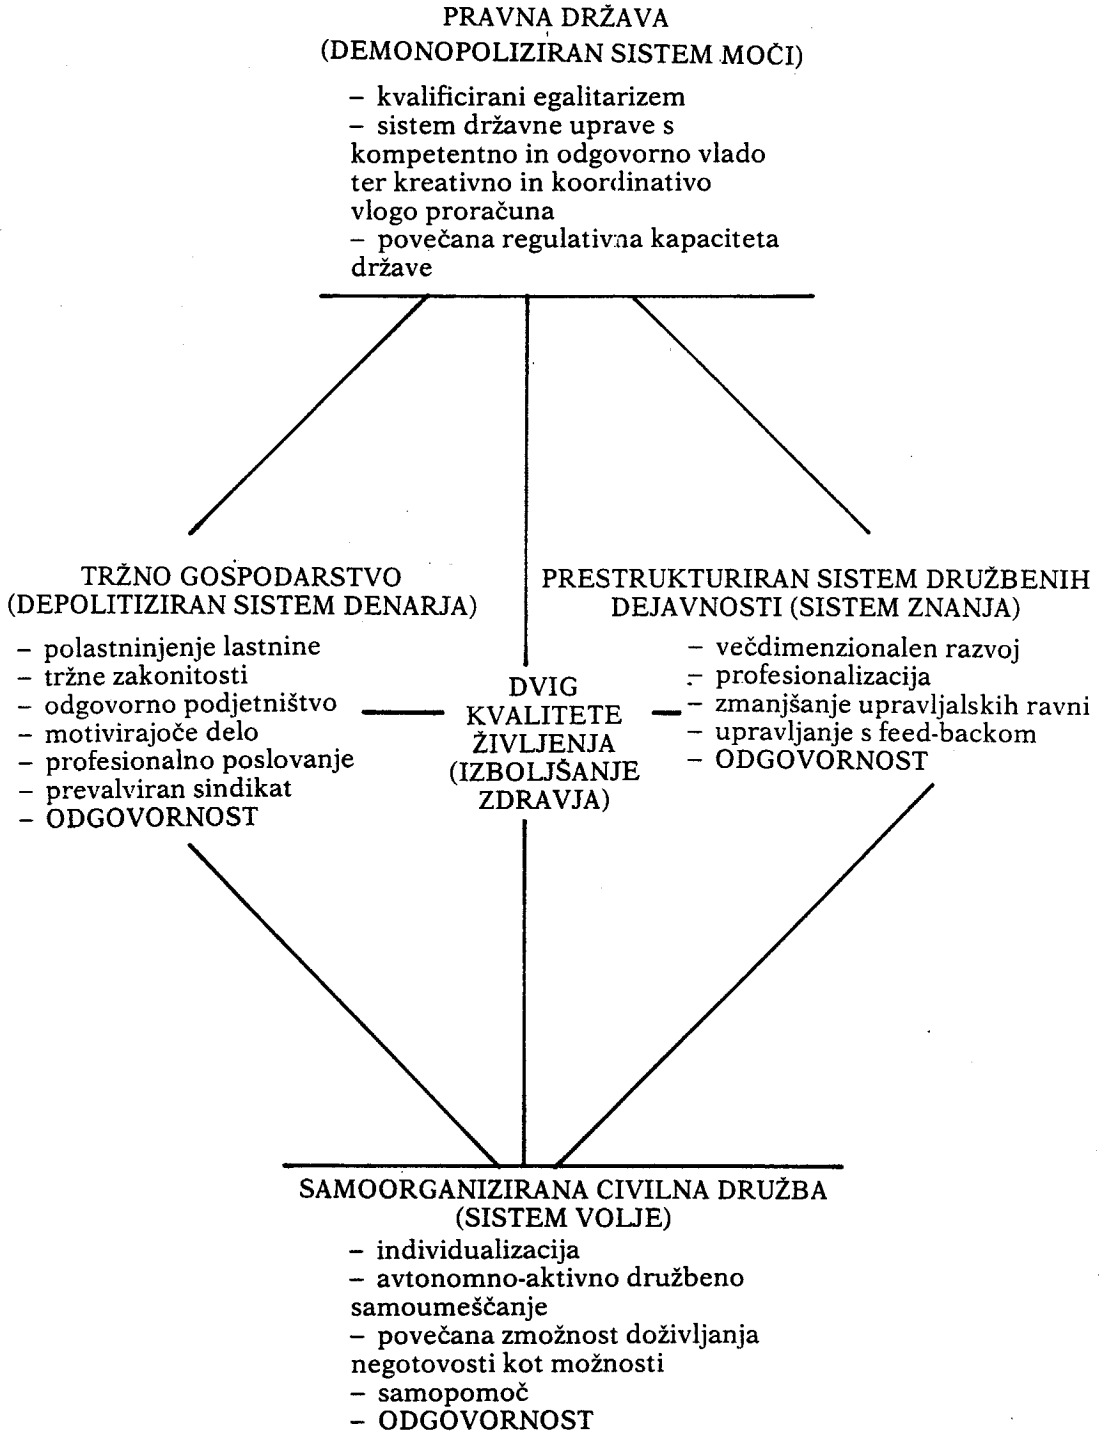 PRAVNA DRŽAVA
(DEMONOPOLIZIRAN SISTEM MOČI)
– kvalificirani egalitarizem
– sistem državne uprave s
kompetentno in odgovorno vlado
ter kreativno in koordinativo
vlogo proračuna
– povečana regulativna kapaciteta
države
TRŽNO GOSPODARSTVO
(DEPOLITIZIRAN SISTEM DENARJA)
– polastninjenje lastnine
– tržne zakonitosti
– odgovorno podjetništvo
– motivirajoče delo
– profesionalno poslovanje
– prevalviran sindikat
– ODGOVORNOST
DVIG
KVALITETE
ŽIVLJENJA
(IZBOLJŠANJE
ZDRAVJA)
PRESTRUKTURIRAN SISTEM DRUŽBENIH
DEJAVNOSTI (SISTEM ZNANJA)
– večdimenzionalen razvoj
– profesionalizacija
– zmanjšanje upravljalskih ravni
– upravljanje s feed-backom
– ODGOVORNOST
SAMOORGANIZIRANA CIVILNA DRUŽBA
(SISTEM VOLJE)
– individualizacija
– avtonomno-aktivno družbeno
samoumeščanje
– povečana zmožnost doživljanja
negotovosti kot možnosti
– samopomoč
– ODGOVORNOST